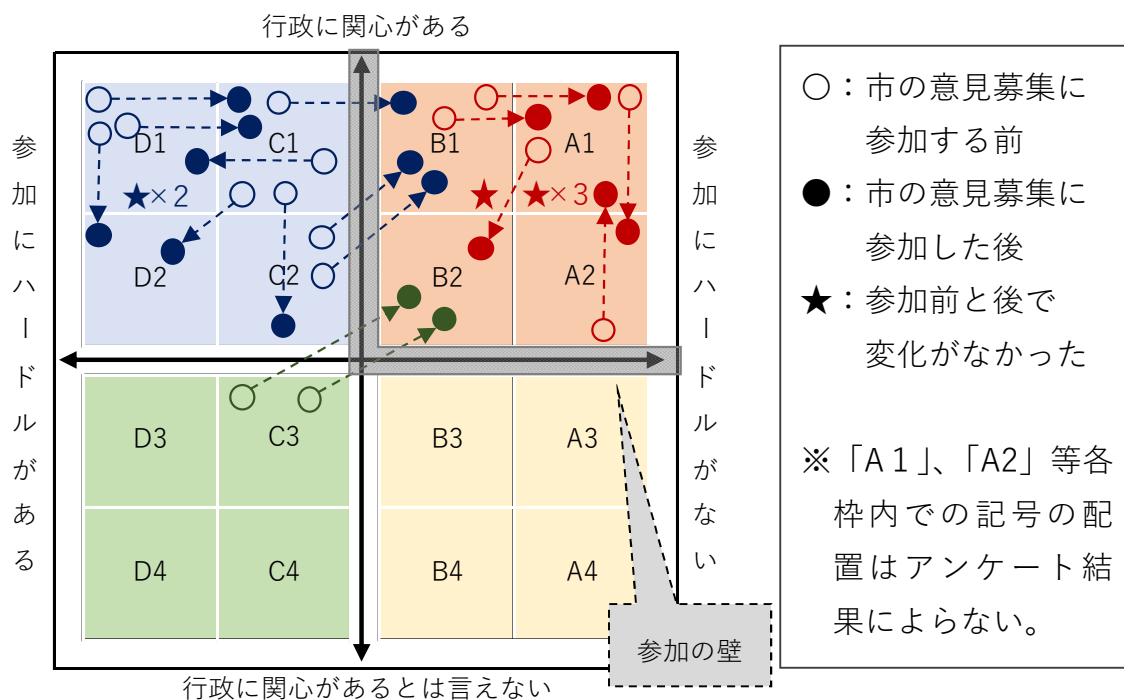 行政に関心がある
参加にハードルがある
D1
C1
B1
A1
★×2
★
★×3
D2
C2
B2
A2
D3
C3
B3
A3
D4
C4
B4
A4
参加にハードルがない
参加の壁
行政に関心があるとは言えない
○：市の意見募集に
参加する前
●：市の意見募集に
参加した後
★：参加前と後で
変化がなかった
※「A１」、「A2」等各
枠内での記号の配
置はアンケート結
果によらない。